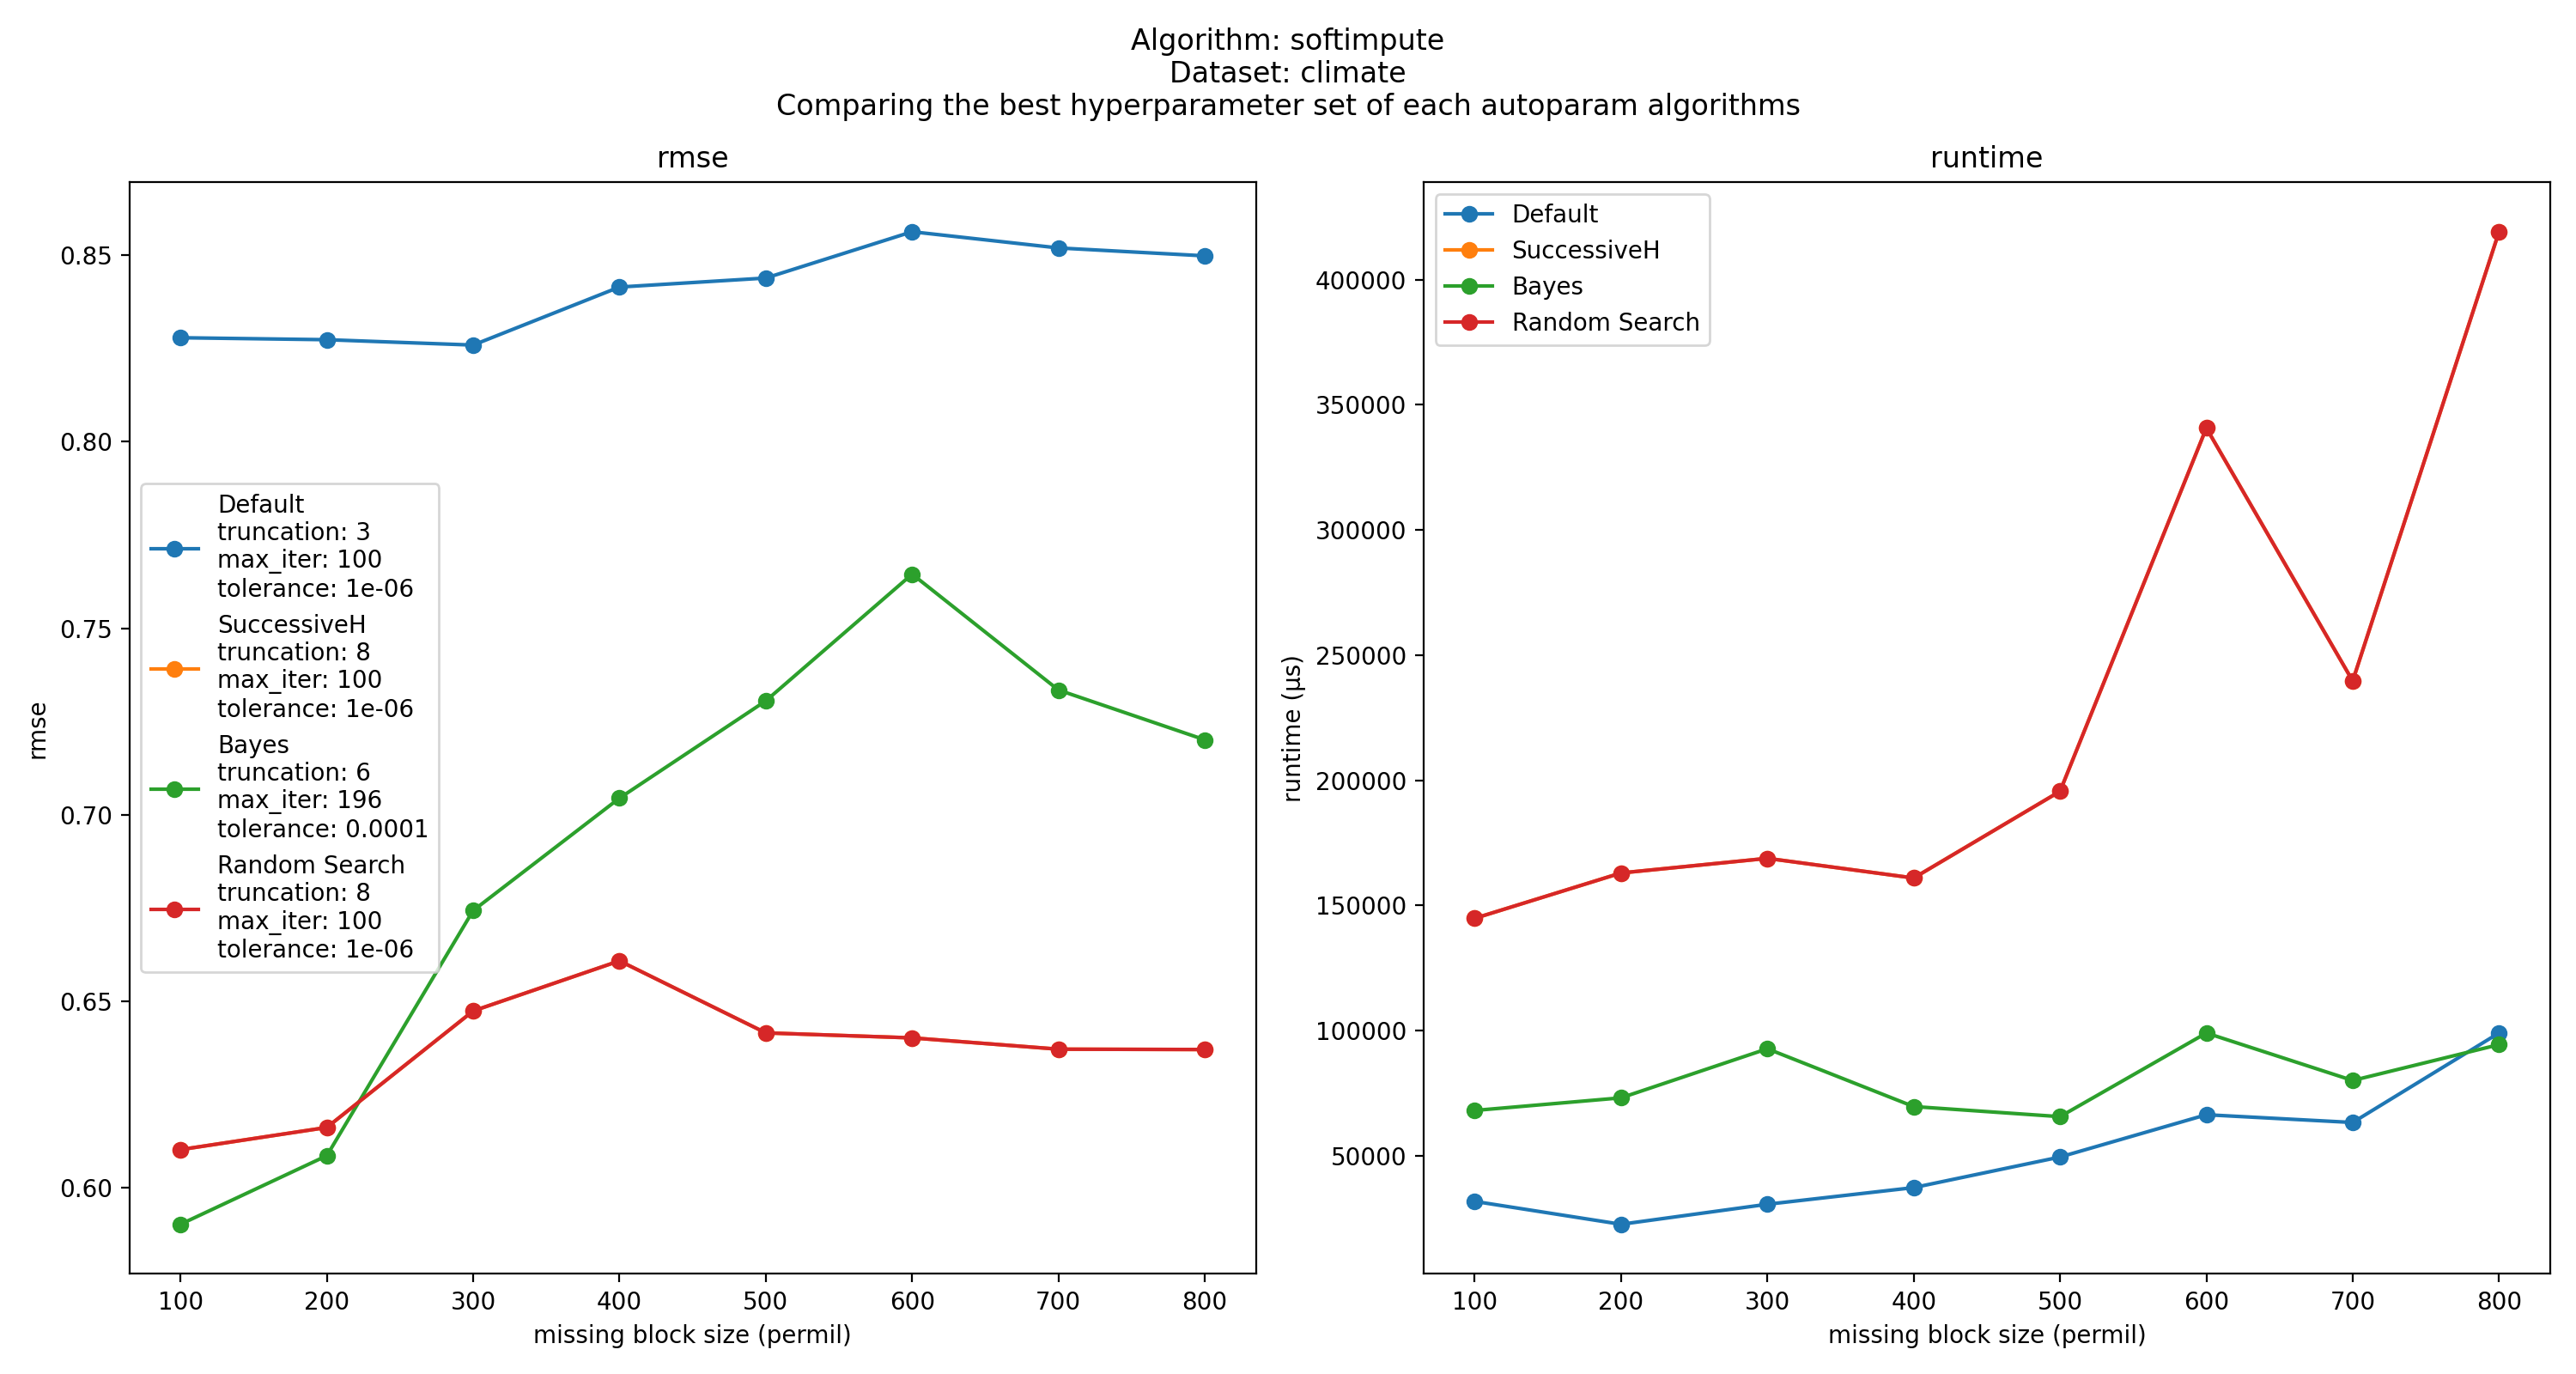 Algorithm: softimpute
Dataset: climate
Comparing the best hyperparameter set of each autoparam algorithms
rmse
0.85
0.80
0.75
0.70
0.65
0.60
rmse
Default
truncation: 3
max_iter: 100
tolerance: 1e-06
SuccessiveH
truncation: 8
max_iter: 100
tolerance: 1e-06
Bayes
truncation: 6
max_iter: 196
tolerance: 0.0001
Random Search
truncation: 8
max_iter: 100
tolerance: 1e-06
100 200 300 400 500 600 700 800
missing block size (permil)
runtime
Default
SuccessiveH
Bayes
Random Search
400000
350000
300000
250000
200000
150000
100000
50000
runtime (µs)
100 200 300 400 500 600 700 800
missing block size (permil)